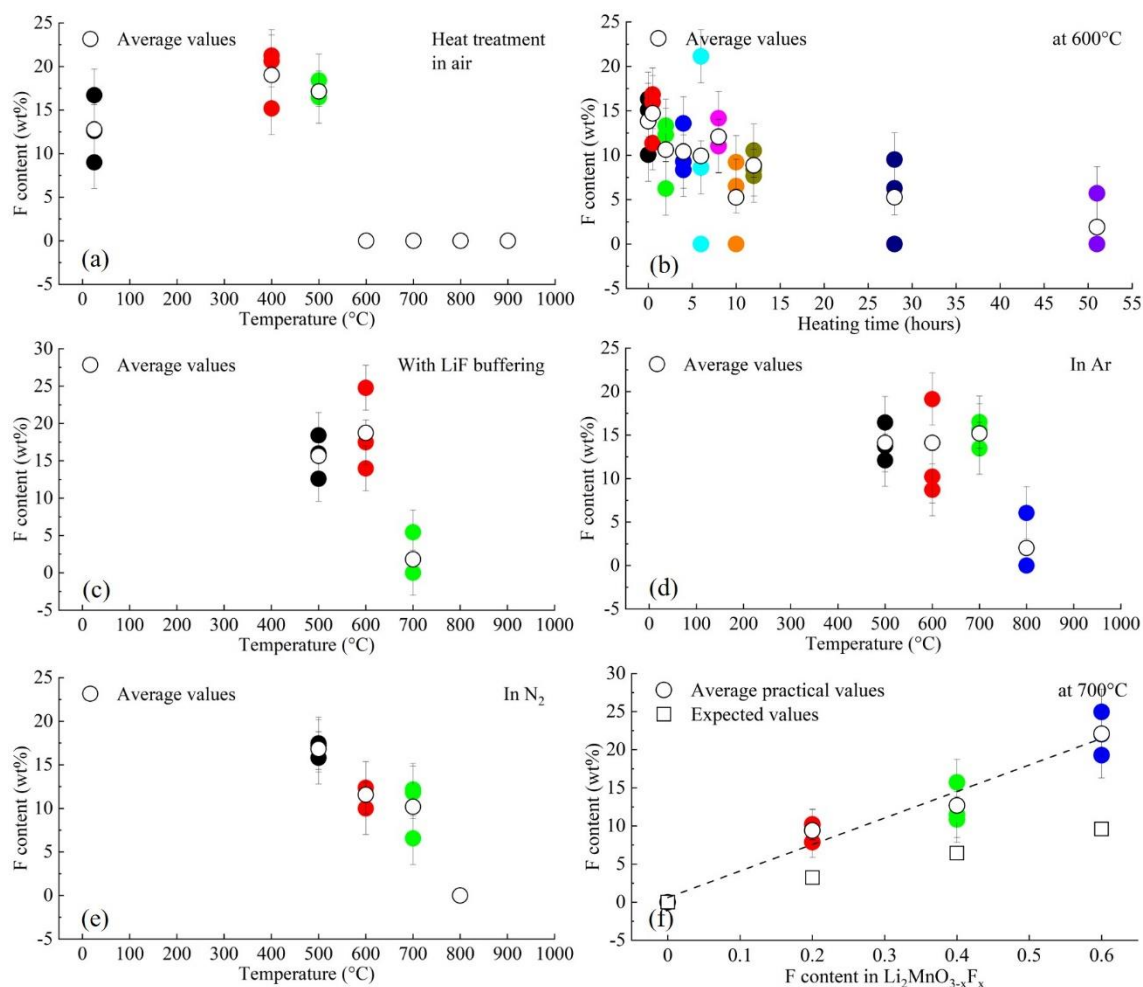 Average values
Heat treatment
in air
F content (wt%)
25
20
15
10
5
0
-5
(a)
0 100 200 300 400 500 600 700 800 900 1000
Temperature (°C)
Average values
at 600°C
F content (wt%)
25
20
15
10
5
0
-5
(b)
0 5 10 15 20 25 30 35 40 45 50 55
Heating time (hours)
Average values
With LiF buffering
F content (wt%)
30
25
20
15
10
5
0
-5
(c)
0 100 200 300 400 500 600 700 800 900 1000
Temperature (°C)
Average values
In Ar
F content (wt%)
25
20
15
10
5
0
-5
(d)
0 100 200 300 400 500 600 700 800 900 1000
Temperature (°C)
Average values
In N₂
F content (wt%)
25
20
15
10
5
0
-5
(e)
0 100 200 300 400 500 600 700 800 900 1000
Temperature (°C)
Average practical values
at 700°C
Expected values
F content (wt%)
30
25
20
15
10
5
0
-5
(f)
0 0.1 0.2 0.3 0.4 0.5 0.6
F content in Li₂MnO₃₋ₓFₓ